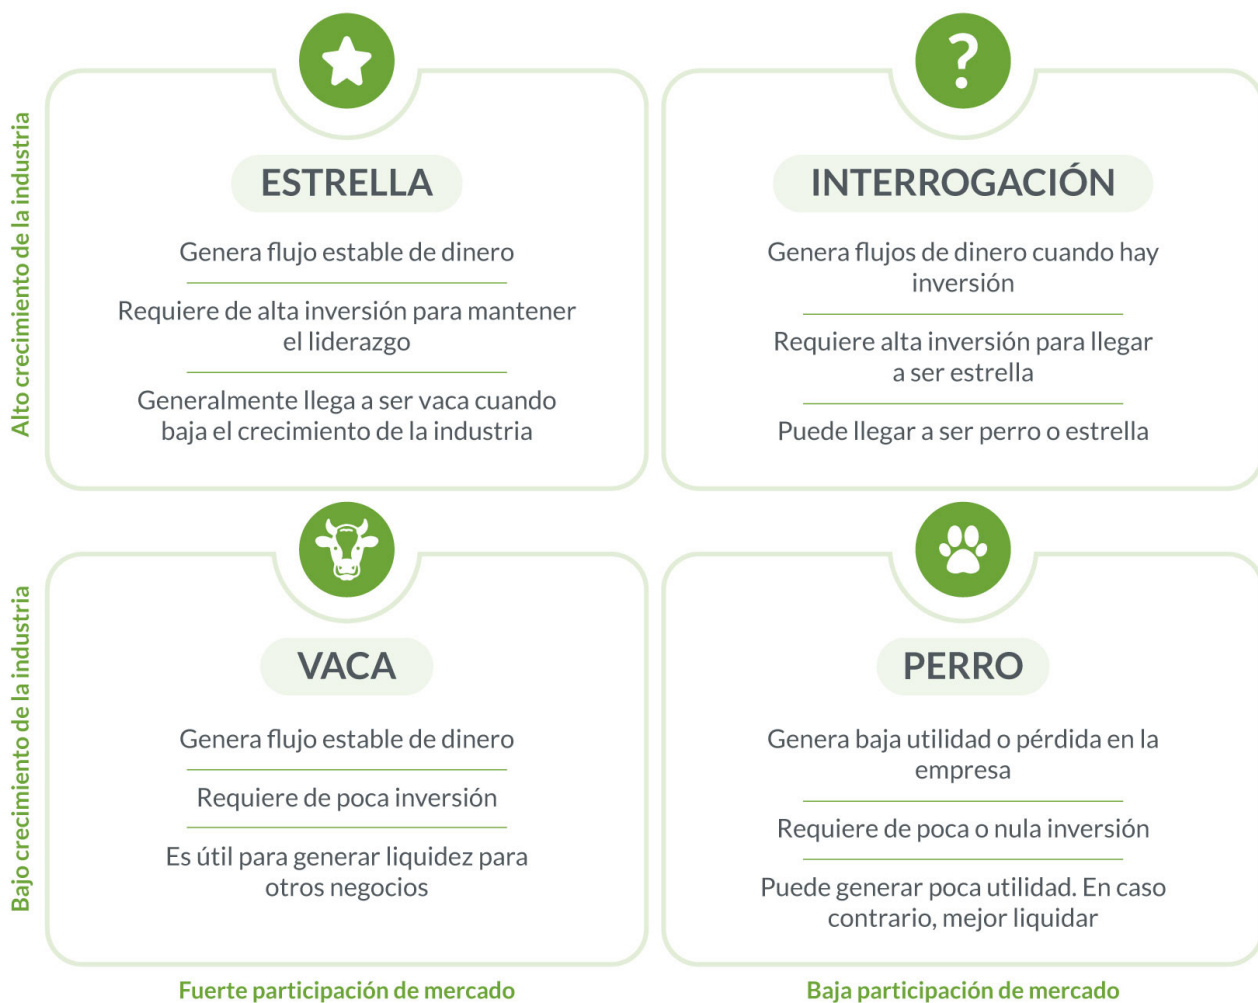 Alto crecimiento de la industria
?
ESTRELLA
Genera flujo estable de dinero
Requiere de alta inversión para mantener
el liderazgo
Generalmente llega a ser vaca cuando
baja el crecimiento de la industria
INTERROGACIÓN
Genera flujos de dinero cuando hay
inversión
Requiere alta inversión para llegar
a ser estrella
Puede llegar a ser perro o estrella
Bajo crecimiento de la industria
VACA
Genera flujo estable de dinero
Requiere de poca inversión
Es útil para generar liquidez para
otros negocios
PERRO
Genera baja utilidad o pérdida en la
empresa
Requiere de poca o nula inversión
Puede generar poca utilidad. En caso
contrario, mejor liquidar
Fuerte participación de mercado
Baja participación de mercado